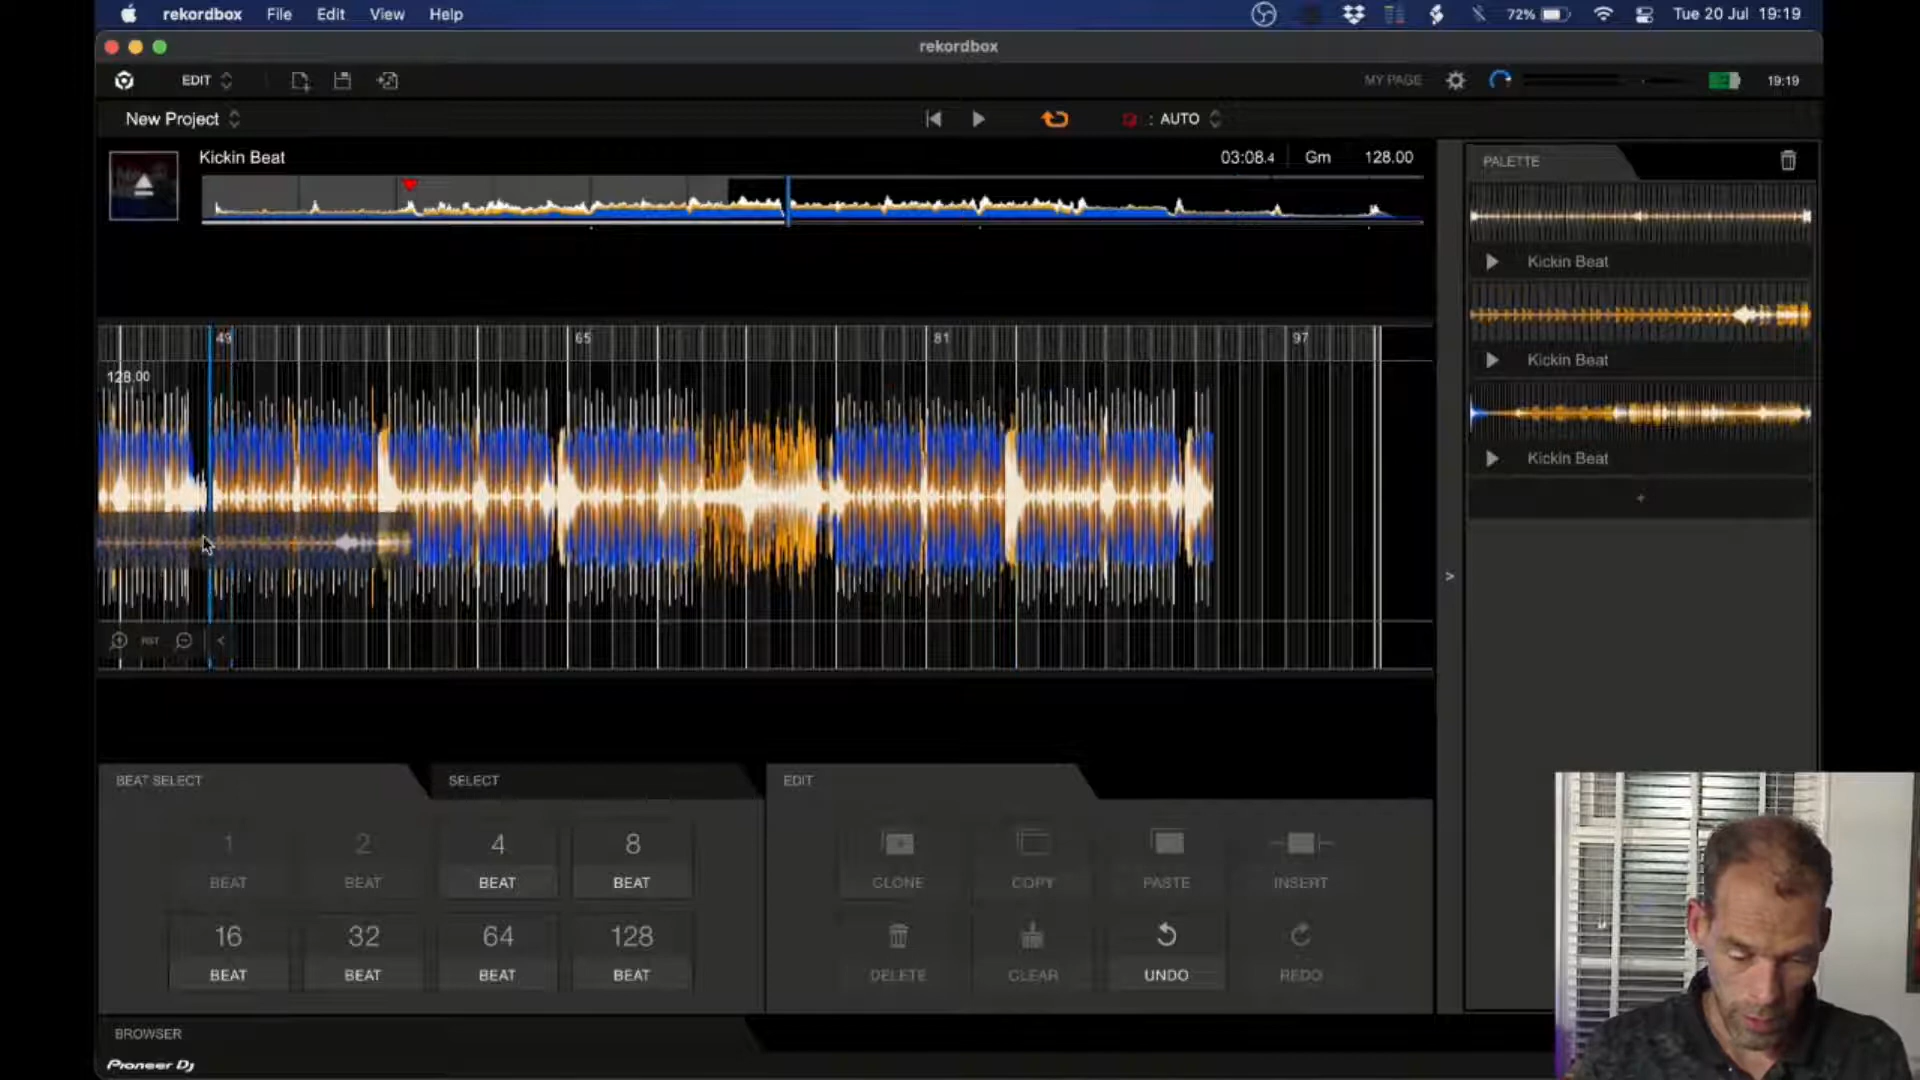 rekordbox File Edit View Help 72% Tue 20 Jul 19:19
rekordbox
EDIT MY PAGE 19:19
New Project : AUTO
Kickin Beat 03:08.4 Gm 128.00
PALETTE
Kickin Beat
Kickin Beat
Kickin Beat
49 65 81 97
128.00
RST
BEAT SELECT SELECT EDIT
1 2 4 8
BEAT BEAT BEAT BEAT CLONE COPY PASTE INSERT
16 32 64 128
BEAT BEAT BEAT BEAT DELETE CLEAR UNDO REDO
BROWSER
Pioneer Dj